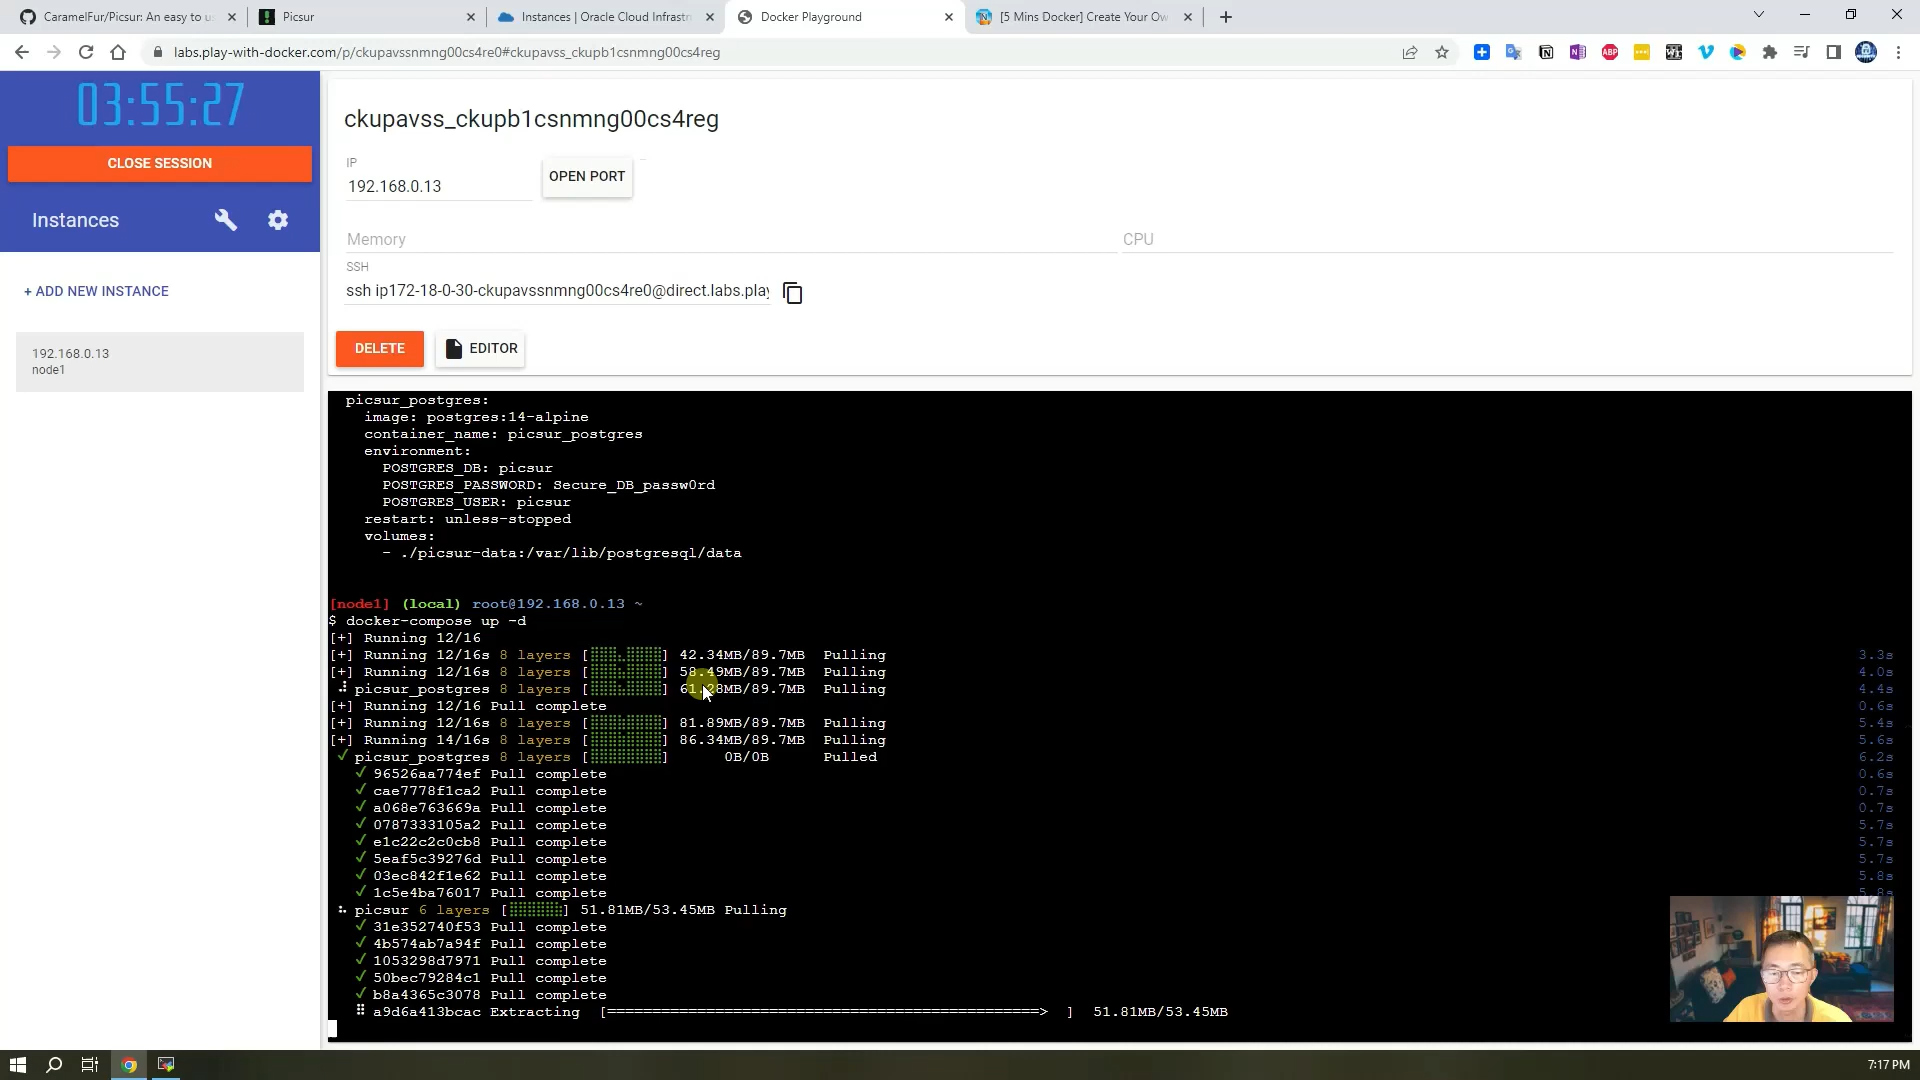 CaramelFur/Picsur: An easy to u
Picsur
Instances | Oracle Cloud Infrastr
Docker Playground
[5 Mins Docker] Create Your Ow
labs.play-with-docker.com/p/ckupavssnmng00cs4re0#ckupavss_ckupb1csnmng00cs4reg
ABP
03:55:27
CLOSE SESSION
Instances
+ ADD NEW INSTANCE
192.168.0.13
node1
ckupavss_ckupb1csnmng00cs4reg
IP
192.168.0.13
OPEN PORT
Memory
CPU
SSH
ssh ip172-18-0-30-ckupavssnmng00cs4re0@direct.labs.play
DELETE
EDITOR
picsur_postgres:
image: postgres:14-alpine
container_name: picsur_postgres
environment:
POSTGRES_DB: picsur
POSTGRES_PASSWORD: Secure_DB_passw0rd
POSTGRES_USER: picsur
restart: unless-stopped
volumes:
- ./picsur-data:/var/lib/postgresql/data
[node1] (local) root@192.168.0.13 ~
$ docker-compose up -d
[+] Running 12/16
[+] Running 12/16s 8 layers [⣿⣿⣿⣿⣿⣿⣿⣿] 42.34MB/89.7MB Pulling 3.3s
[+] Running 12/16s 8 layers [⣿⣿⣿⣿⣿⣿⣿⣿] 58.49MB/89.7MB Pulling 4.0s
picsur_postgres 8 layers [⣿⣿⣿⣿⣿⣿⣿⣿] 61.28MB/89.7MB Pulling 4.4s
[+] Running 12/16 Pull complete 0.6s
[+] Running 12/16s 8 layers [⣿⣿⣿⣿⣿⣿⣿⣿] 81.89MB/89.7MB Pulling 5.4s
[+] Running 14/16s 8 layers [⣿⣿⣿⣿⣿⣿⣿⣿] 86.34MB/89.7MB Pulling 5.6s
✓ picsur_postgres 8 layers [⣿⣿⣿⣿⣿⣿⣿⣿] 0B/0B Pulled 6.2s
✓ 96526aa774ef Pull complete 0.6s
✓ cae7778f1ca2 Pull complete 0.7s
✓ a068e763669a Pull complete 0.7s
✓ 0787333105a2 Pull complete 5.7s
✓ e1c22c2c0cb8 Pull complete 5.7s
✓ 5eaf5c39276d Pull complete 5.7s
✓ 03ec842f1e62 Pull complete 5.8s
✓ 1c5e4ba76017 Pull complete 5.8s
picsur 6 layers [⣿⣿⣿⣿⣿⣿] 51.81MB/53.45MB Pulling
✓ 31e352740f53 Pull complete
✓ 4b574ab7a94f Pull complete
✓ 1053298d7971 Pull complete
✓ 50bec79284c1 Pull complete
✓ b8a4365c3078 Pull complete
a9d6a413bcac Extracting [================================================> ] 51.81MB/53.45MB
7:17 PM